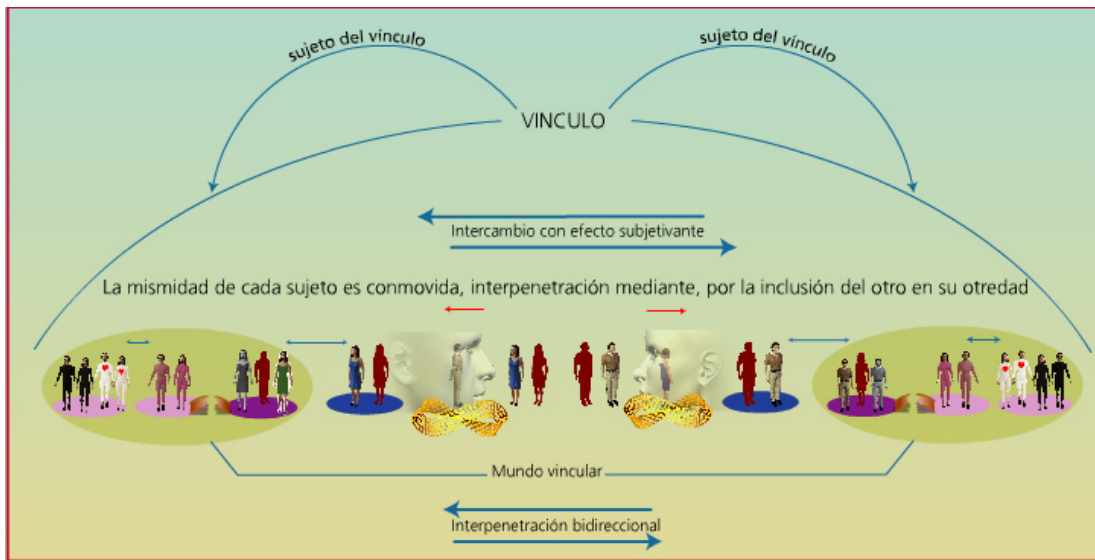 sujeto del vínculo
sujeto del vínculo
VINCULO
Intercambio con efecto subjetivante
La mismidad de cada sujeto es conmovida, interpenetración mediante, por la inclusión del otro en su otredad
Mundo vincular
Interpenetración bidireccional